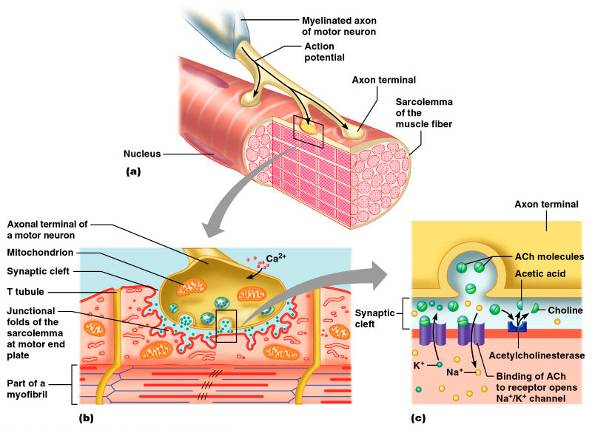 Myelinated axon
of motor neuron
Action
potential
Axon terminal
Sarcolemma
of the
muscle fiber
Nucleus
(a)
Axonal terminal of
a motor neuron
Mitochondrion
Synaptic cleft
T tubule
Junctional
folds of the
sarcolemma
at motor end
plate
Part of a
myofibril
Ca2+
(b)
Axon terminal
ACh molecules
Acetic acid
Choline
Synaptic
cleft
Acetylcholinesterase
K+
Na+
Binding of ACh
to receptor opens
Na+/K+ channel
(c)